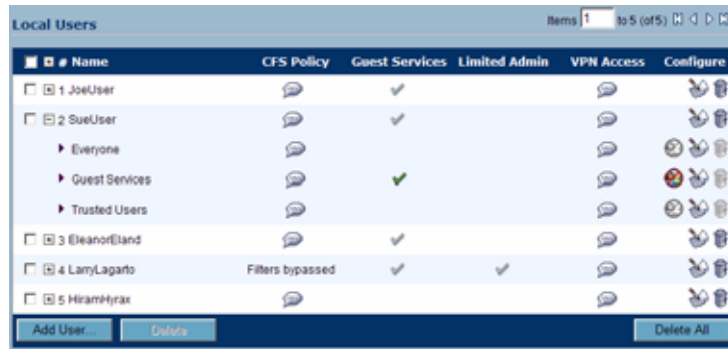 Local Users Items 1 to 5 (of 5)
# Name CFS Policy Guest Services Limited Admin VPN Access Configure
1 JoeUser
2 SueUser
Everyone
Guest Services
Trusted Users
3 EleanorEland
4 LarryLagarto Filters bypassed
5 HiramHyrax
Add User... Delete Delete All